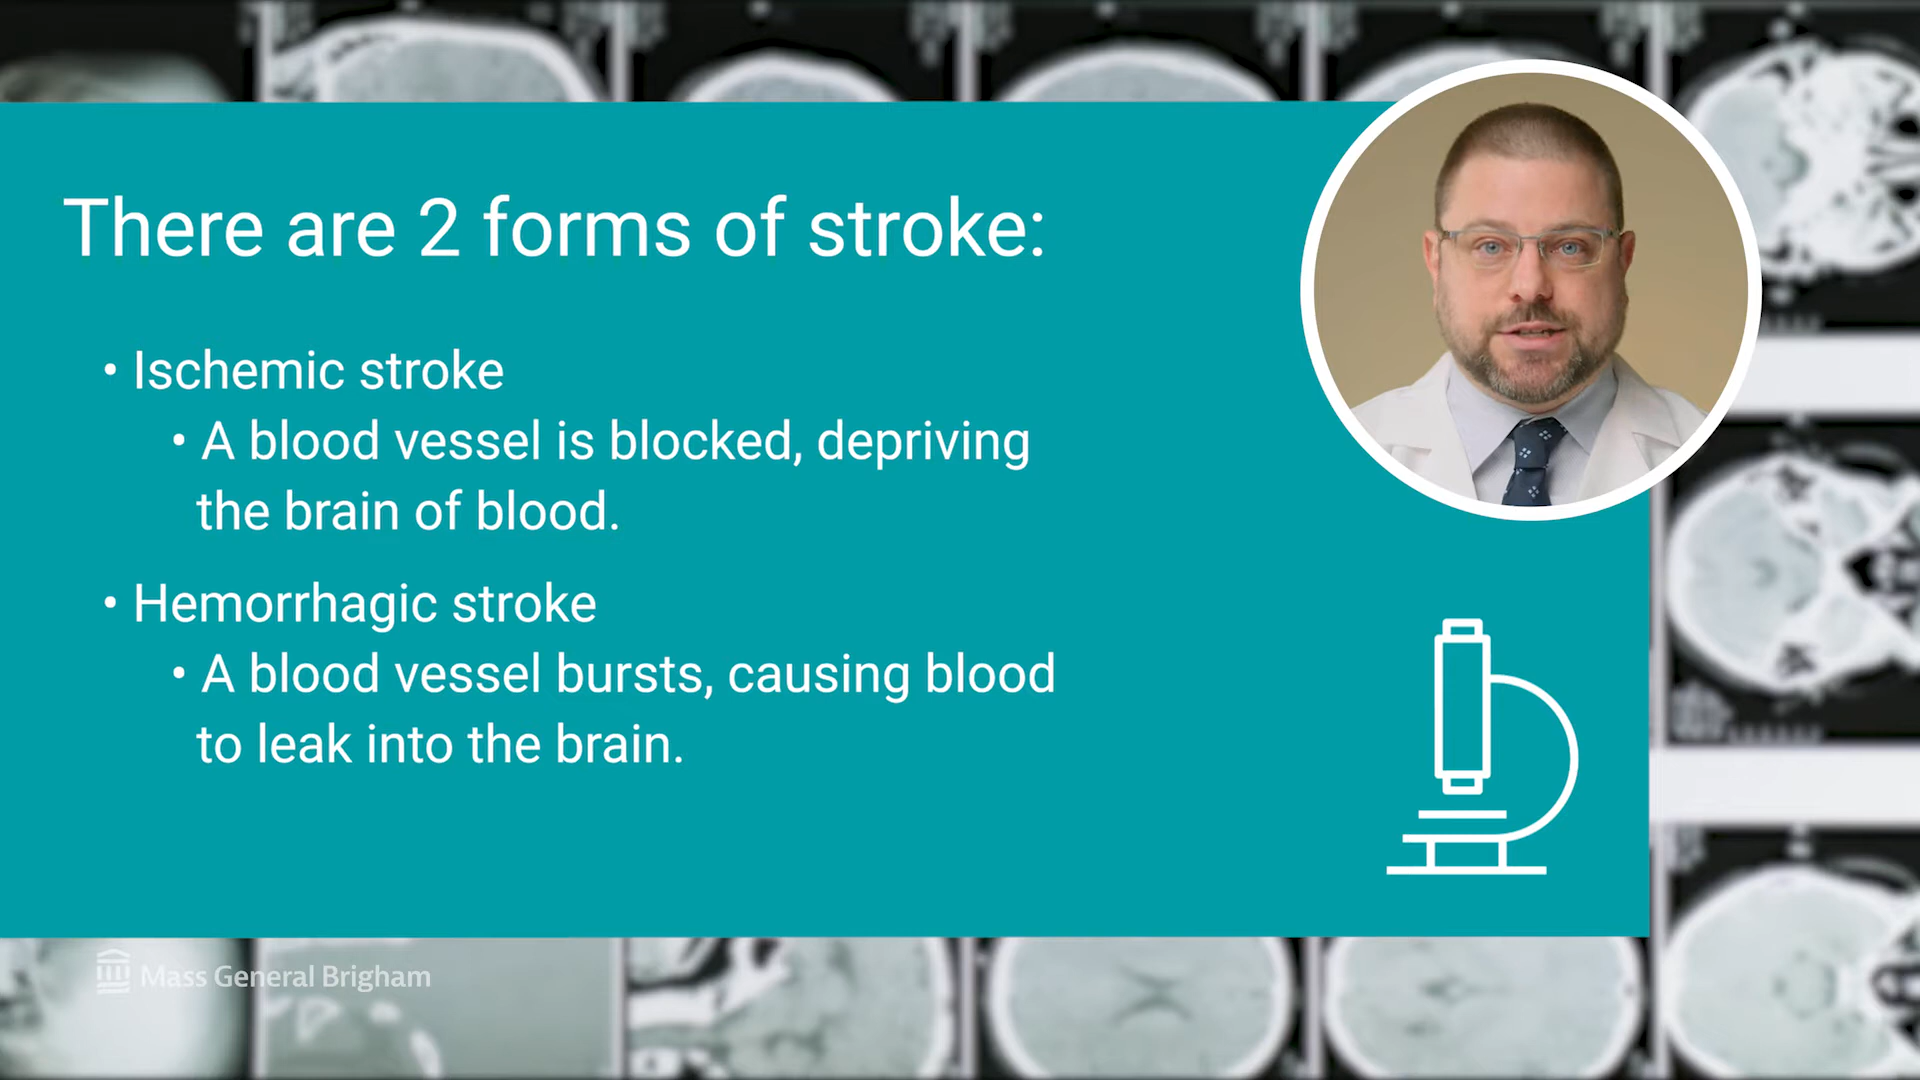 There are 2 forms of stroke:
• Ischemic stroke
• A blood vessel is blocked, depriving
the brain of blood.
• Hemorrhagic stroke
• A blood vessel bursts, causing blood
to leak into the brain.
Mass General Brigham